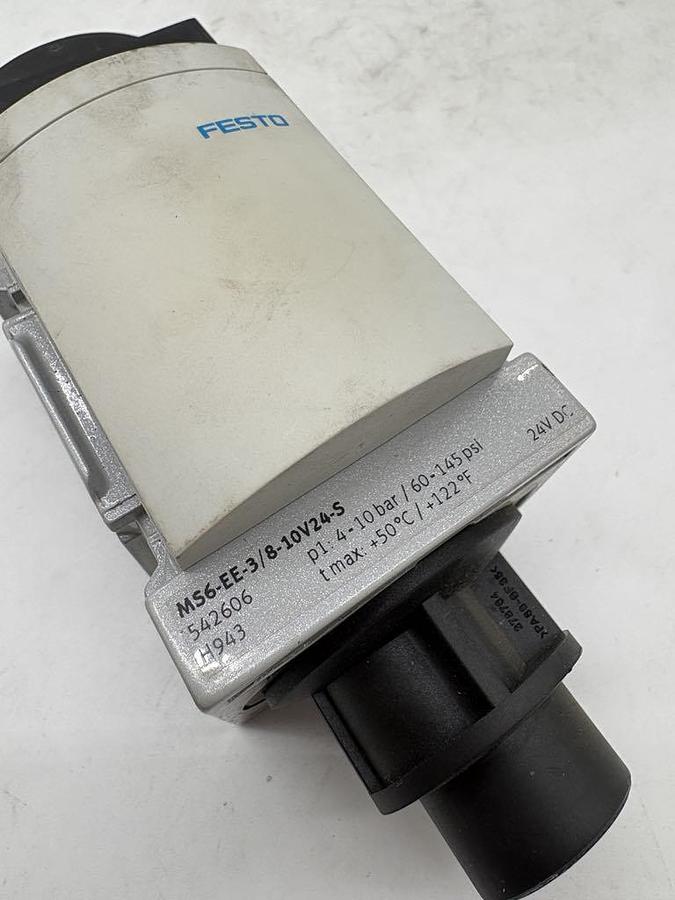 FESTO
MS6-EE-3/8-10V24-S
542606
H943
p1: 4-10 bar / 60-145 psi
t max: +50°C / +122°F
24V DC
378704